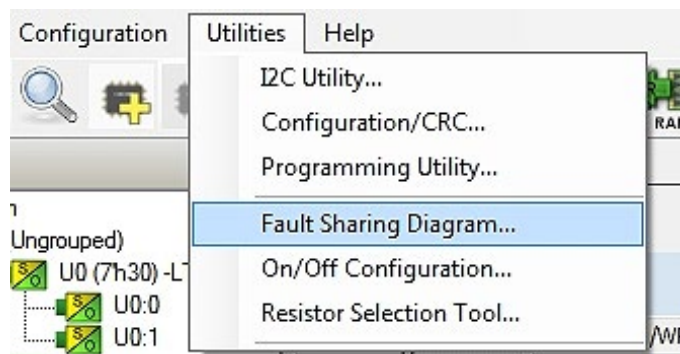 Configuration Utilities Help
I2C Utility...
Configuration/CRC...
Programming Utility...
Fault Sharing Diagram...
On/Off Configuration...
Resistor Selection Tool...
Ungrouped)
U0 (7h30) -LT
U0:0
U0:1